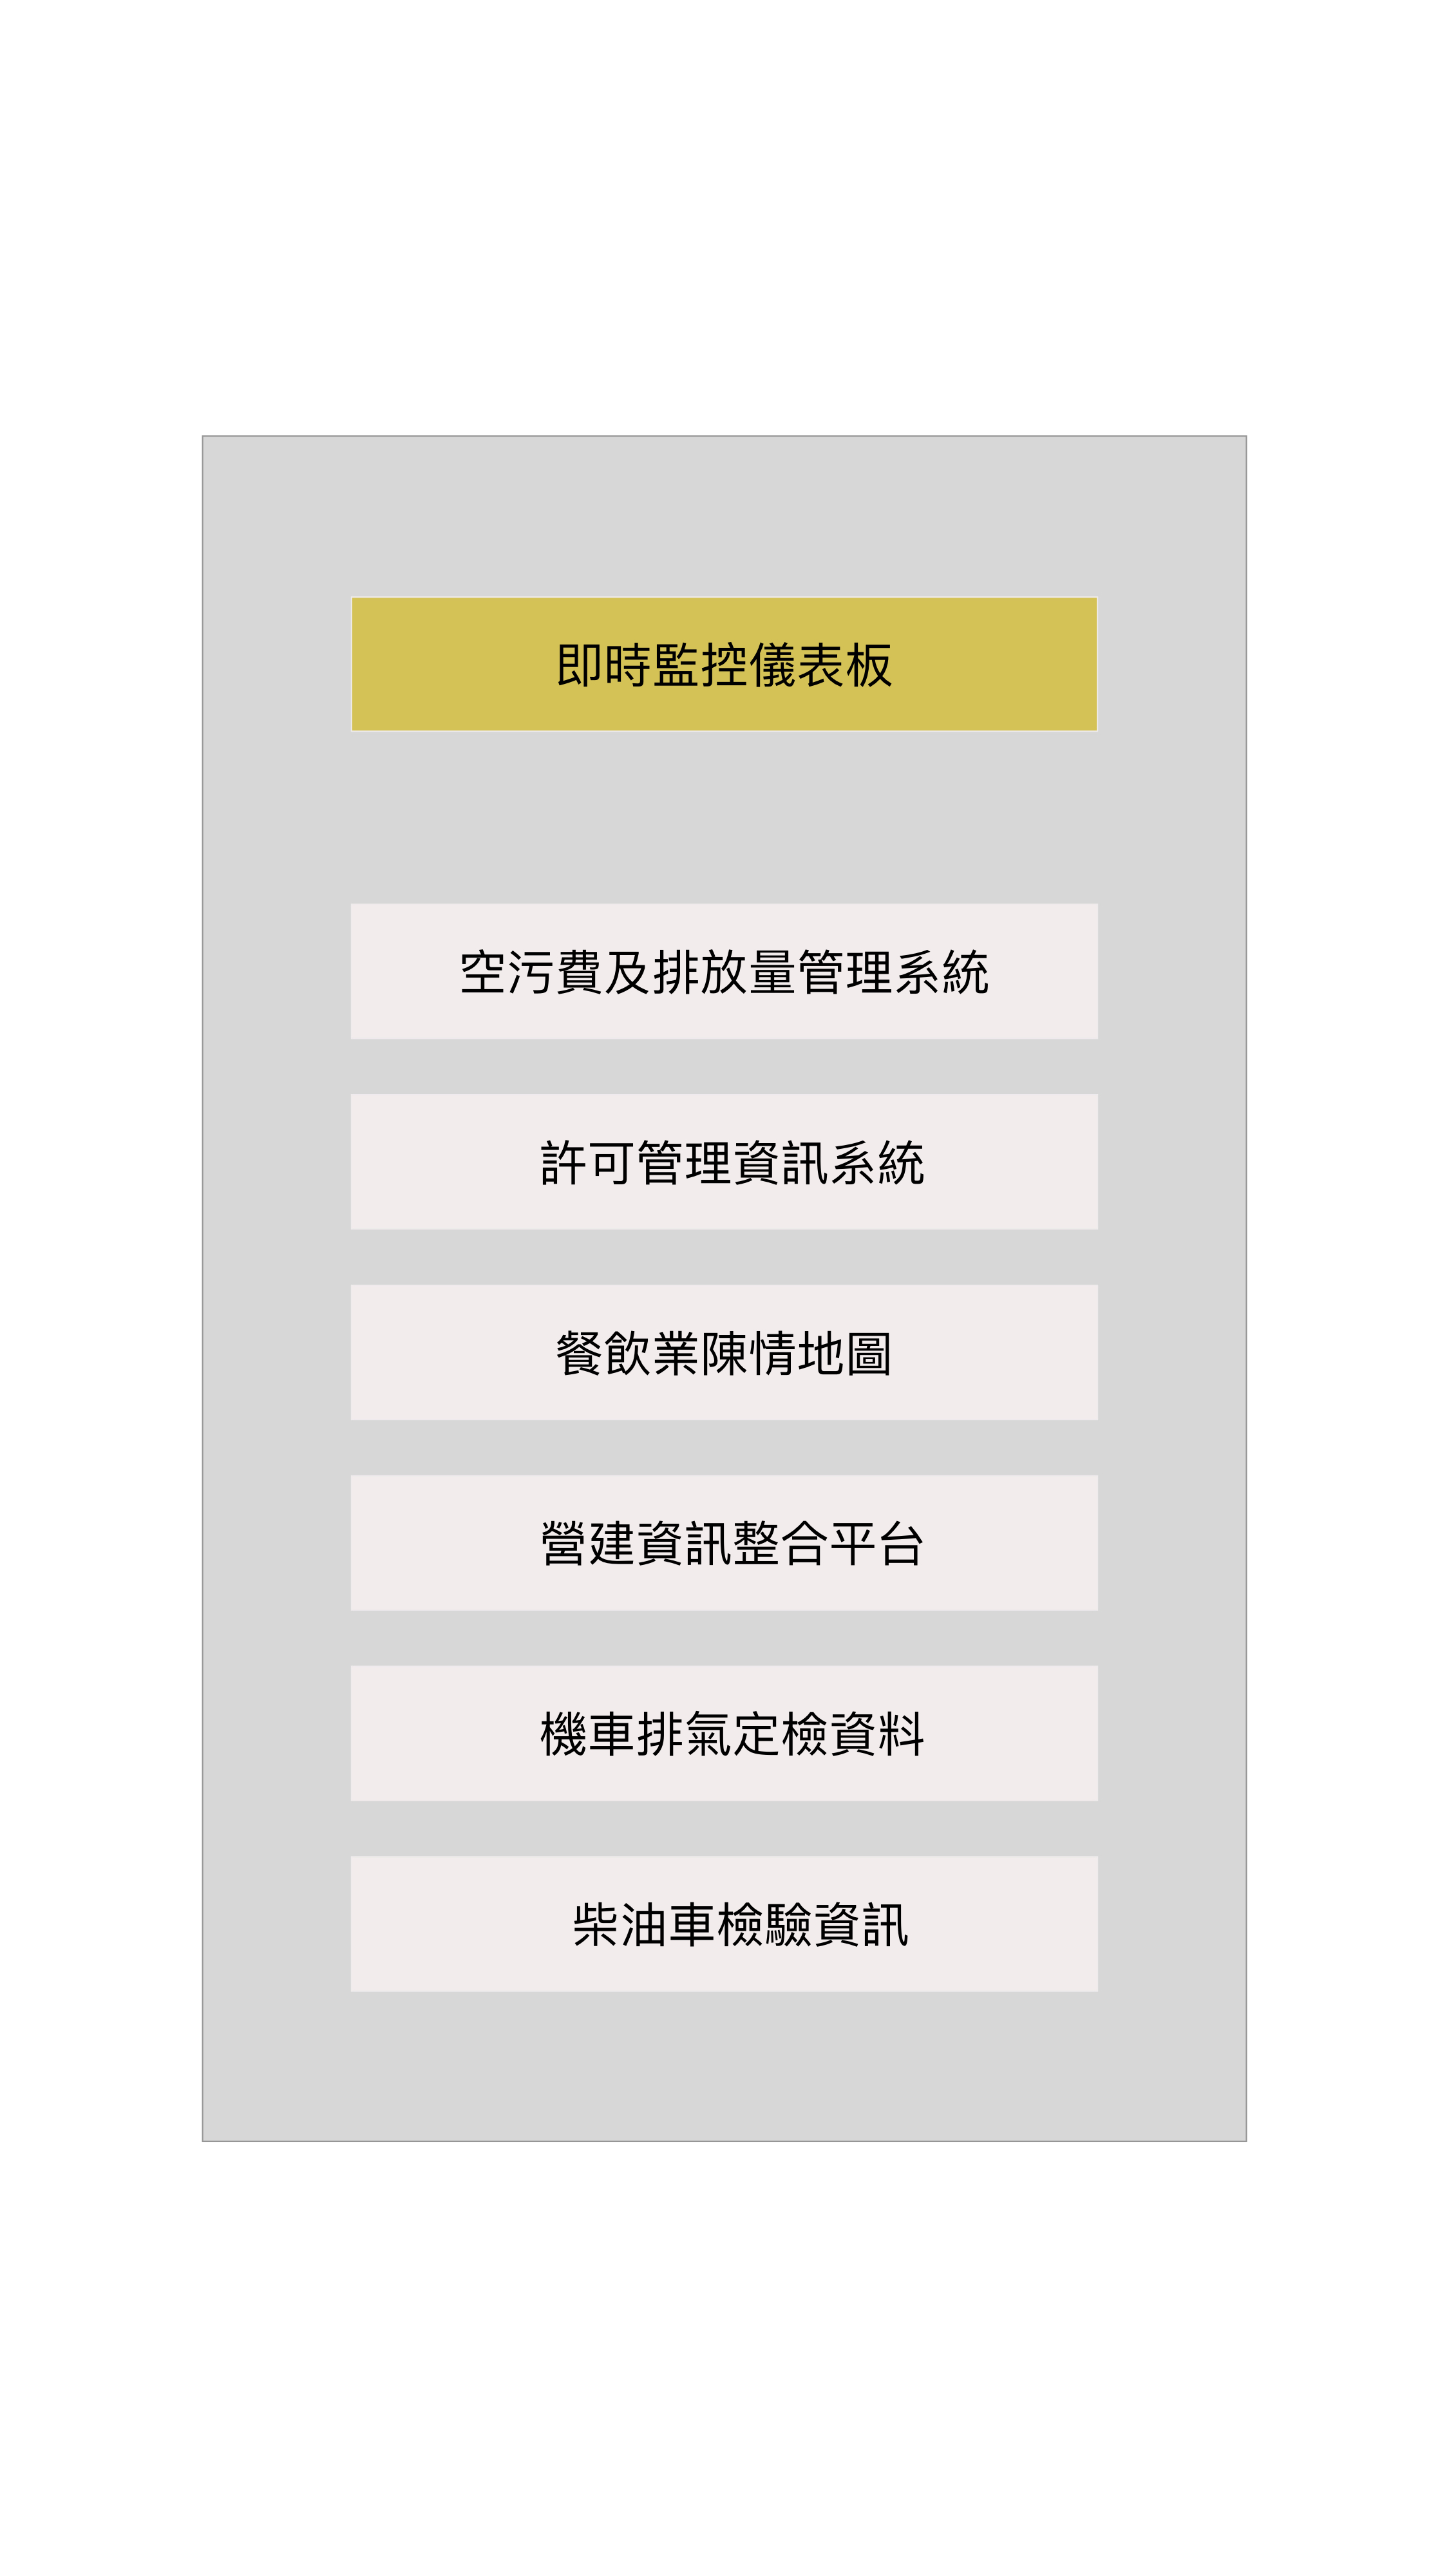 即時監控儀表板
空污費及排放量管理系統
許可管理資訊系統
餐飲業陳情地圖
營建資訊整合平台
機車排氣定檢資料
柴油車檢驗資訊